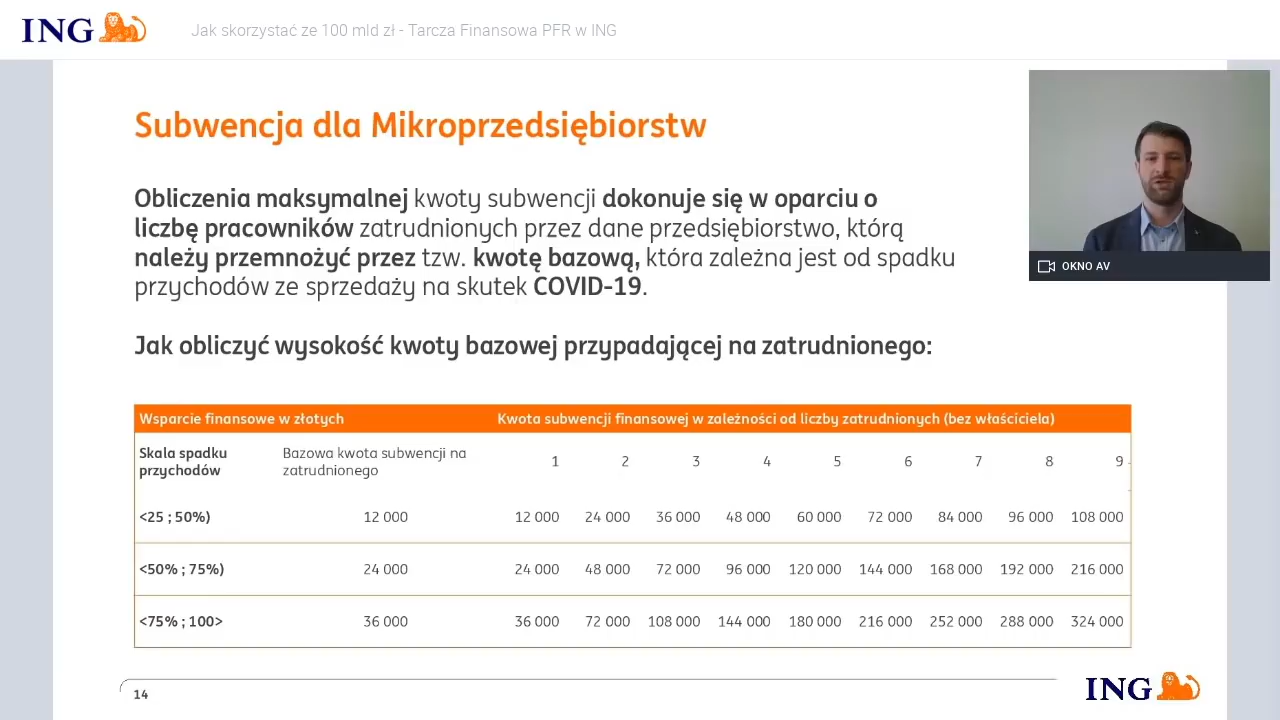 ING
Jak skorzystać ze 100 mld zł - Tarcza Finansowa PFR w ING
Subwencja dla Mikroprzedsiębiorstw
OKNO AV
Obliczenia maksymalnej kwoty subwencji dokonuje się w oparciu o
liczbę pracowników zatrudnionych przez dane przedsiębiorstwo, którą
należy przemnożyć przez tzw. kwotę bazową, która zależna jest od spadku
przychodów ze sprzedaży na skutek COVID-19.
Jak obliczyć wysokość kwoty bazowej przypadającej na zatrudnionego:
Wsparcie finansowe w złotych Kwota subwencji finansowej w zależności od liczby zatrudnionych (bez właściciela)
Skala spadku
przychodów
Bazowa kwota subwencji na
zatrudnionego
1 2 3 4 5 6 7 8 9
<25 ; 50%) 12 000 12 000 24 000 36 000 48 000 60 000 72 000 84 000 96 000 108 000
<50% ; 75%) 24 000 24 000 48 000 72 000 96 000 120 000 144 000 168 000 192 000 216 000
<75% ; 100> 36 000 36 000 72 000 108 000 144 000 180 000 216 000 252 000 288 000 324 000
14
ING